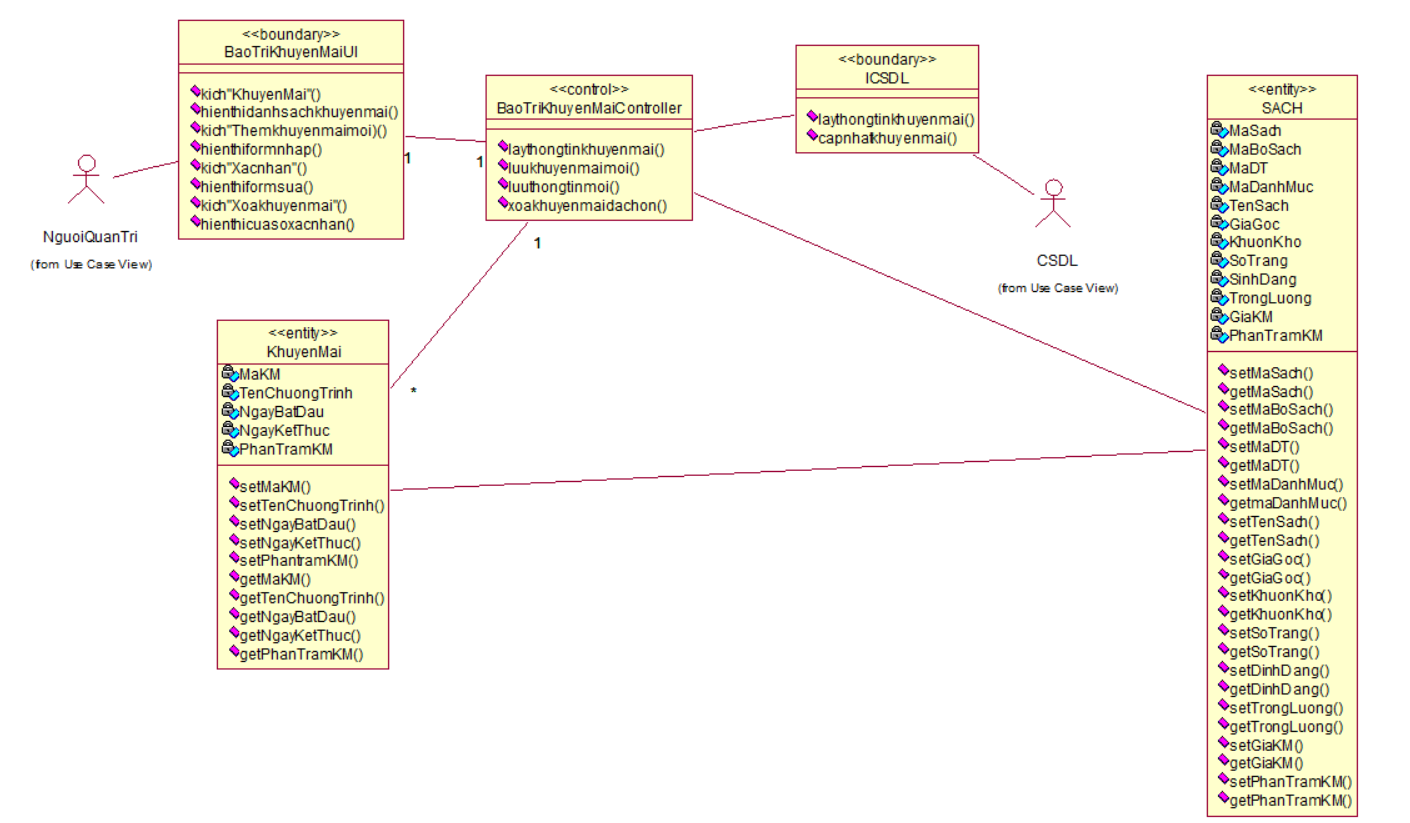 <<boundary>>
BaoTriKhuyenMaiUI
kich"KhuyenMai"()
hienthidanhsachkhuyenmai()
kich"Themkhuyenmaimoi)()
hienthiformnhap()
kich"Xacnhan"()
hienthiformsua()
kich"Xoakhuyenmai"()
hienthicuasoxacnhan()
NguoiQuanTri
(from Use Case View)
1
1
<<control>>
BaoTriKhuyenMaiController
laythongtinkhuyenmai()
luukhuyenmaimoi()
luuthongtinmoi()
xoakhuyenmaidachon()
1
*
<<boundary>>
ICSDL
laythongtinkhuyenmai()
capnhatkhuyenmai()
CSDL
(from Use Case View)
<<entity>>
KhuyenMai
MaKM
TenChuongTrinh
NgayBatDau
NgayKetThuc
PhanTramKM
setMaKM()
setTenChuongTrinh()
setNgayBatDau()
setNgayKetThuc()
setPhantramKM()
getMaKM()
getTenChuongTrinh()
getNgayBatDau()
getNgayKetThuc()
getPhanTramKM()
<<entity>>
SACH
MaSach
MaBoSach
MaDT
MaDanhMuc
TenSach
GiaGoc
KhuonKho
SoTrang
SinhDang
TrongLuong
GiaKM
PhanTramKM
setMaSach()
getMaSach()
setMaBoSach()
getMaBoSach()
setMaDT()
getMaDT()
setMaDanhMuc()
getmaDanhMuc()
setTenSach()
getTenSach()
setGiaGoc()
getGiaGoc()
setKhuonKho()
getKhuonKho()
setSoTrang()
getSoTrang()
setDinhDang()
getDinhDang()
setTrongLuong()
getTrongLuong()
setGiaKM()
getGiaKM()
setPhanTramKM()
getPhanTramKM()